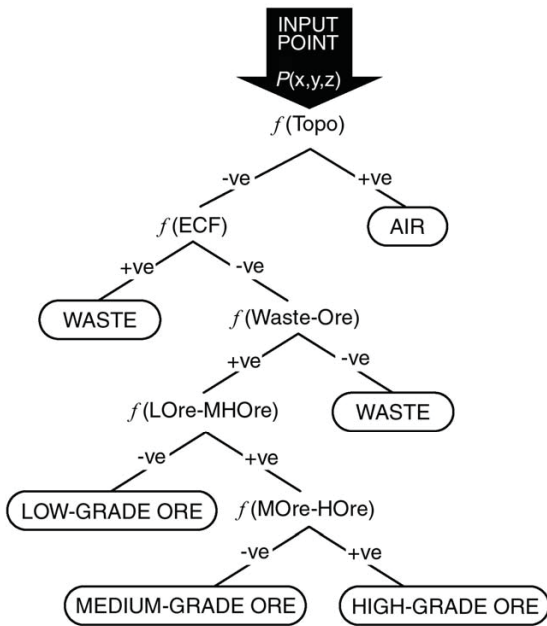 INPUT
POINT
P(x,y,z)
f(Topo)
-ve +ve
f(ECF) AIR
+ve -ve
WASTE f(Waste-Ore)
+ve -ve
f(LOre-MHOre) WASTE
-ve +ve
LOW-GRADE ORE f(MOre-HOre)
-ve +ve
MEDIUM-GRADE ORE HIGH-GRADE ORE